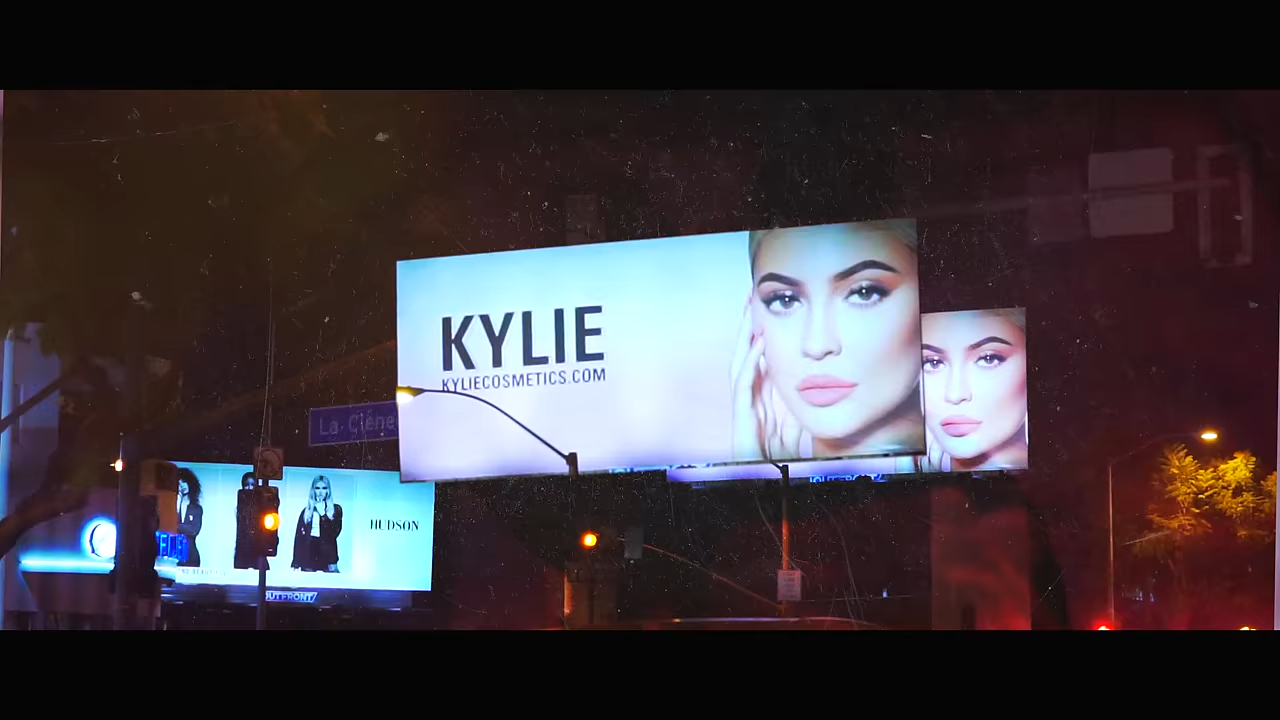 KYLIE
KYLIECOSMETICS.COM
La Ciene
HUDSON
OUTFRONT/